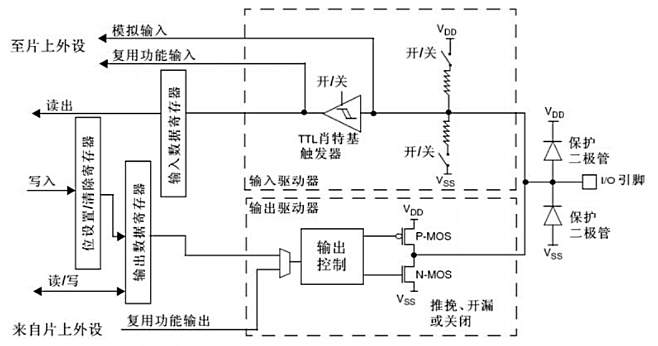 模拟输入
至片上外设
复用功能输入
读出
输入数据寄存器
开/关
TTL肖特基
触发器
VDD
开/关
开/关
VSS
输入驱动器
VDD
保护
二极管
I/O 引脚
保护
二极管
VSS
写入
位设置/清除寄存器
输出数据寄存器
读/写
来自片上外设
复用功能输出
输出驱动器
输出
控制
VDD
P-MOS
N-MOS
VSS
推挽、开漏
或关闭